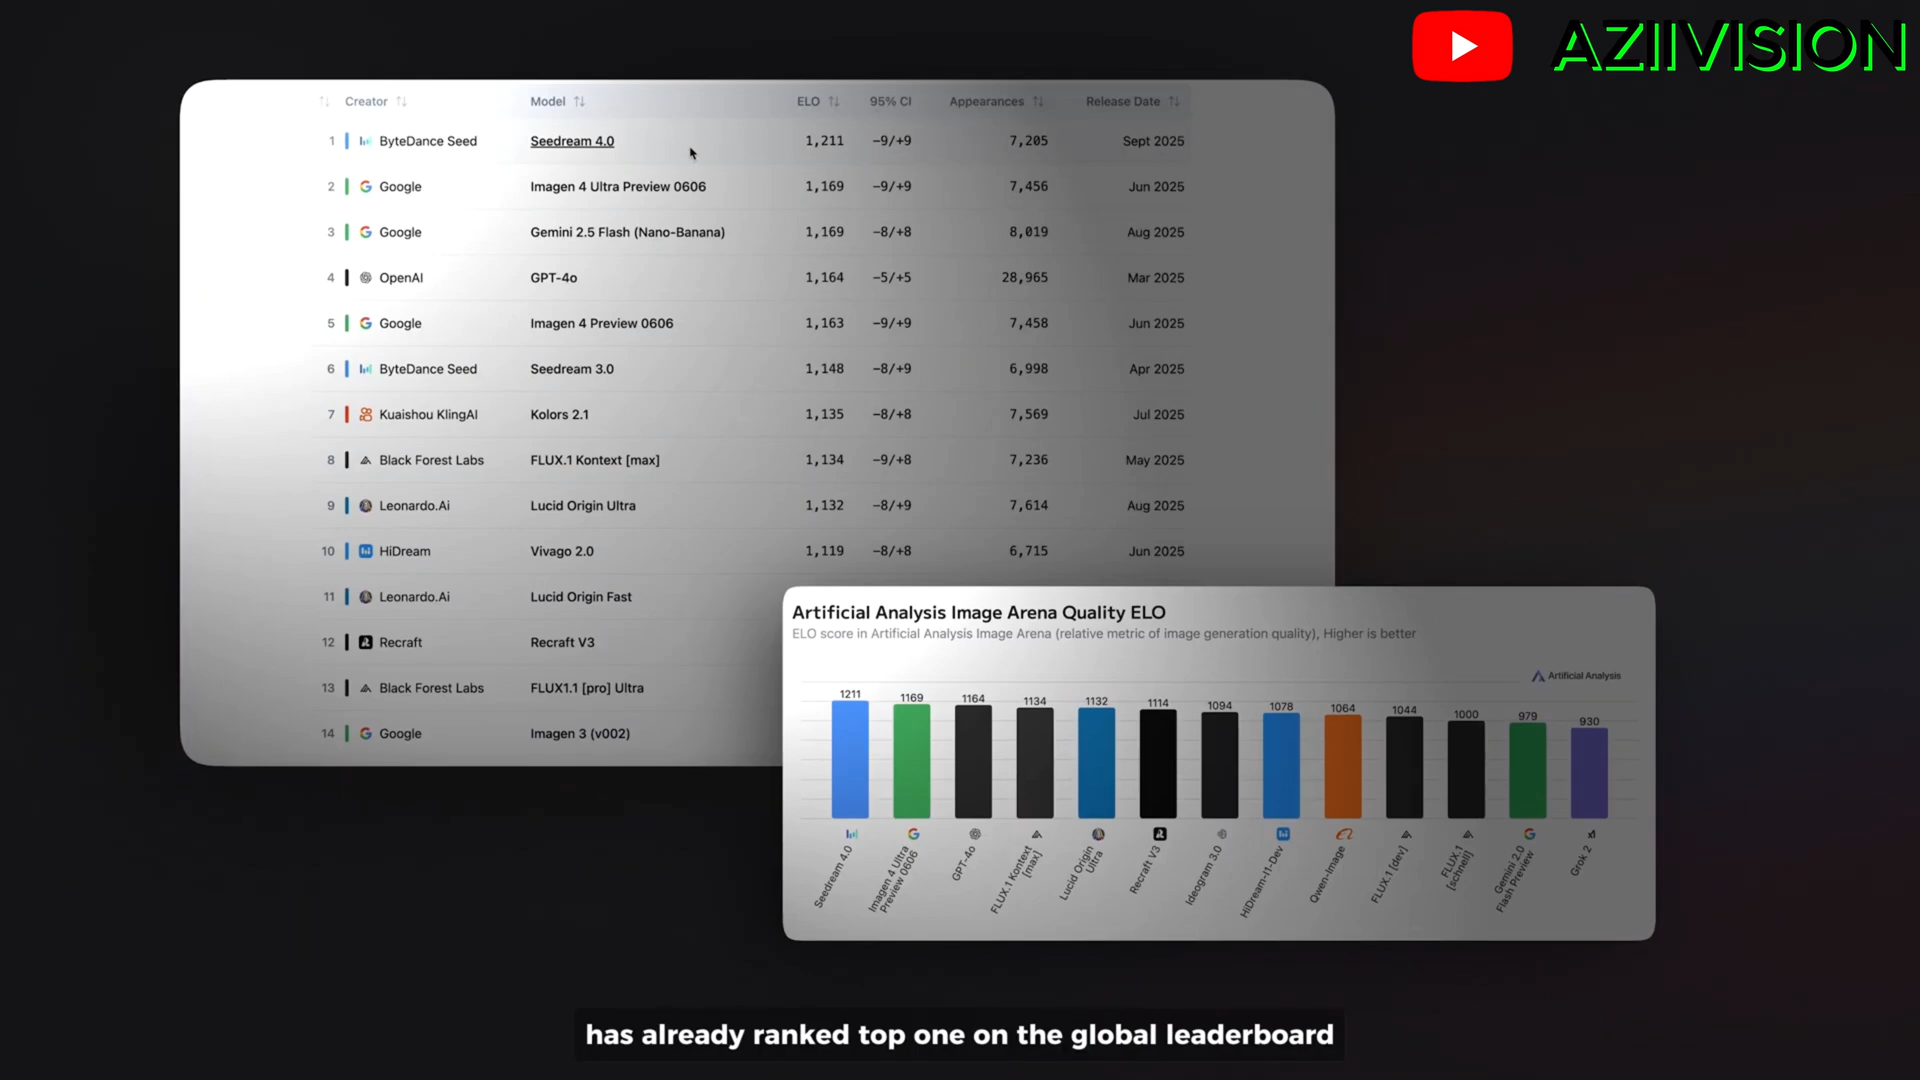 AZIIVISION
Creator Model ELO 95% CI Appearances Release Date
1 ByteDance Seed Seedream 4.0 1,211 −9/+9 7,205 Sept 2025
2 Google Imagen 4 Ultra Preview 0606 1,169 −9/+9 7,456 Jun 2025
3 Google Gemini 2.5 Flash (Nano-Banana) 1,169 −8/+8 8,019 Aug 2025
4 OpenAI GPT-4o 1,164 −5/+5 28,965 Mar 2025
5 Google Imagen 4 Preview 0606 1,163 −9/+9 7,458 Jun 2025
6 ByteDance Seed Seedream 3.0 1,148 −8/+9 6,998 Apr 2025
7 Kuaishou KlingAI Kolors 2.1 1,135 −8/+8 7,569 Jul 2025
8 Black Forest Labs FLUX.1 Kontext [max] 1,134 −9/+8 7,236 May 2025
9 Leonardo.Ai Lucid Origin Ultra 1,132 −8/+9 7,614 Aug 2025
10 HiDream Vivago 2.0 1,119 −8/+8 6,715 Jun 2025
11 Leonardo.Ai Lucid Origin Fast
12 Recraft Recraft V3
13 Black Forest Labs FLUX1.1 [pro] Ultra
14 Google Imagen 3 (v002)
Artificial Analysis Image Arena Quality ELO
ELO score in Artificial Analysis Image Arena (relative metric of image generation quality), Higher is better
Artificial Analysis
1211 1169 1164 1134 1132 1114 1094 1078 1064 1044 1000 979 930
Seedream 4.0
Imagen 4 Ultra
Preview 0606
GPT-4o
FLUX.1 Kontext
[max]
Lucid Origin
Ultra
Recraft V3
Ideogram 3.0
HiDream-I1-Dev
Qwen-Image
FLUX.1 [dev]
FLUX.1
[schnell]
Gemini 2.0
Flash Preview
Grok 2
has already ranked top one on the global leaderboard